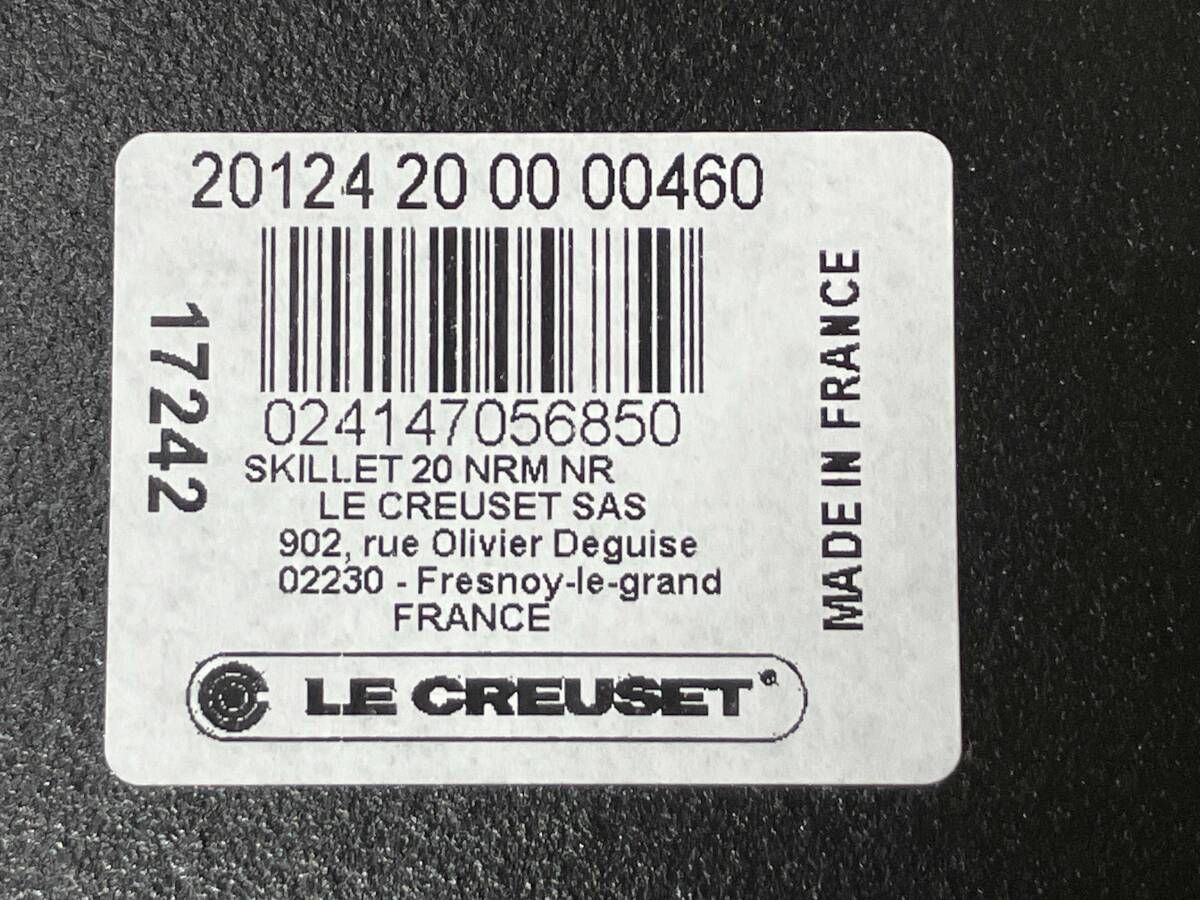 20124 20 00 00460
17242
024147056850
SKILLET 20 NRM NR
LE CREUSET SAS
902, rue Olivier Deguise
02230 - Fresnoy-le-grand
FRANCE
LE CREUSET®
MADE IN FRANCE